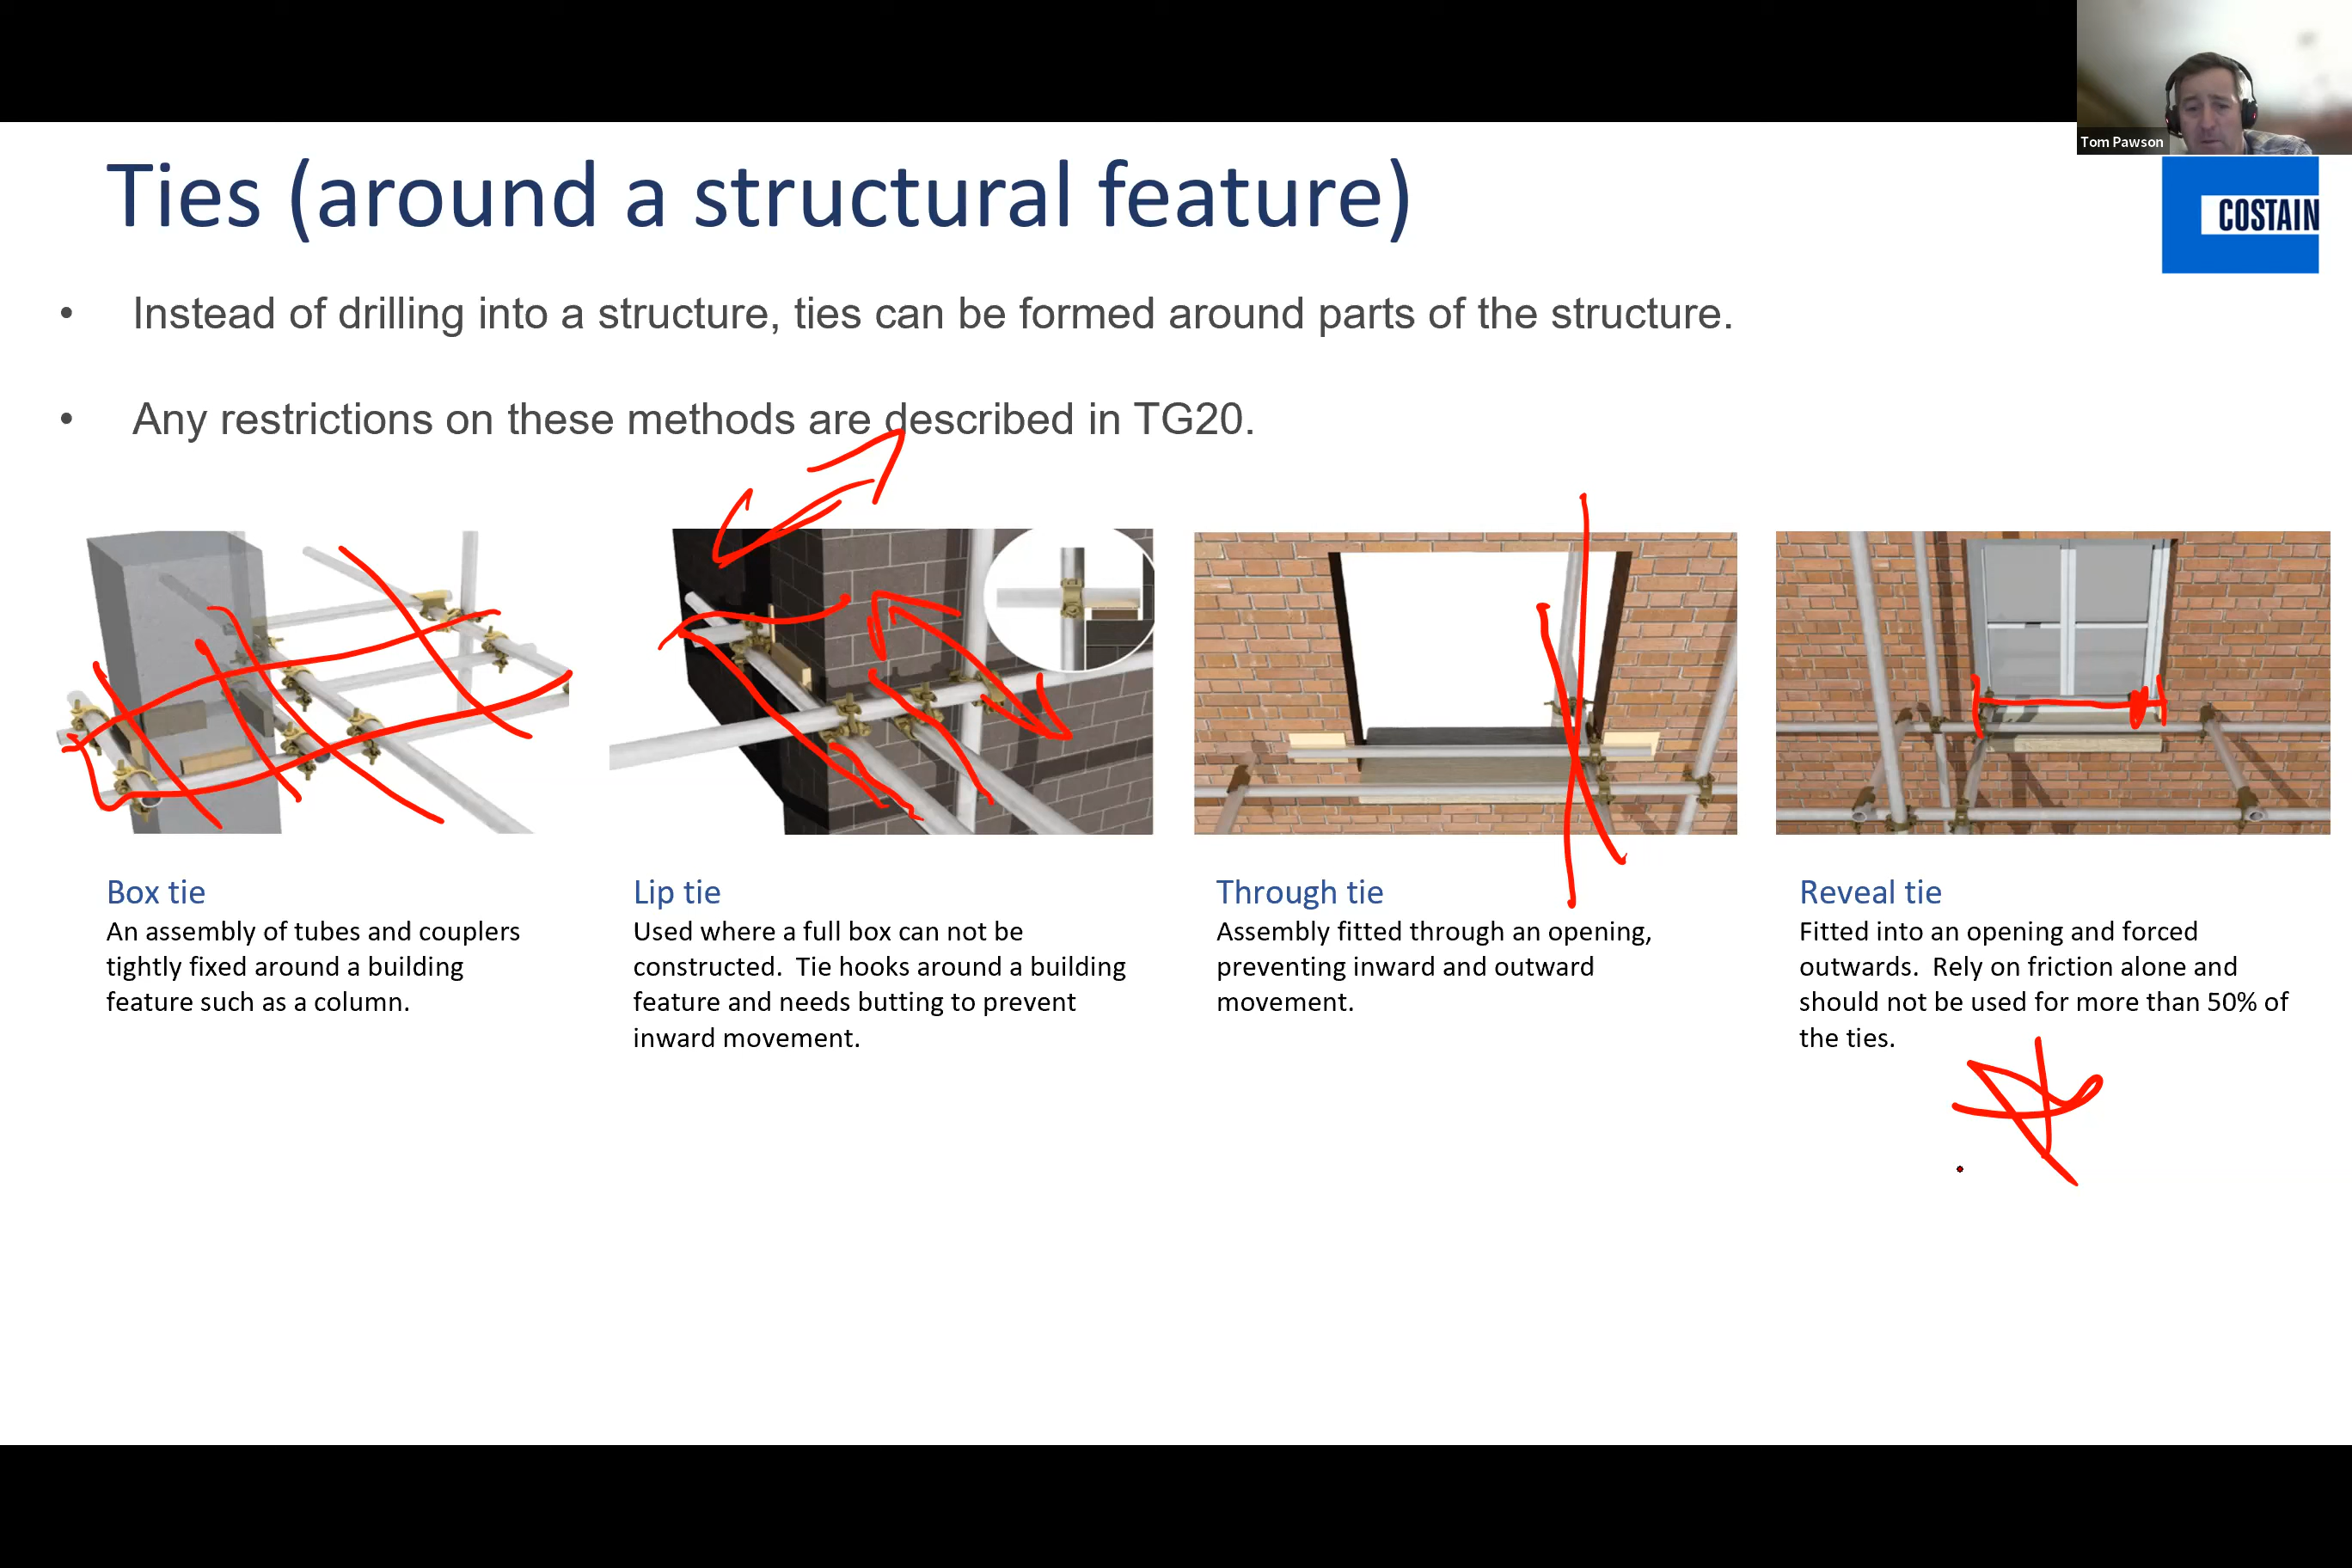 Tom Pawson
Ties (around a structural feature)
COSTAIN
• Instead of drilling into a structure, ties can be formed around parts of the structure.
• Any restrictions on these methods are described in TG20.
Box tie
An assembly of tubes and couplers
tightly fixed around a building
feature such as a column.
Lip tie
Used where a full box can not be
constructed. Tie hooks around a building
feature and needs butting to prevent
inward movement.
Through tie
Assembly fitted through an opening,
preventing inward and outward
movement.
Reveal tie
Fitted into an opening and forced
outwards. Rely on friction alone and
should not be used for more than 50% of
the ties.